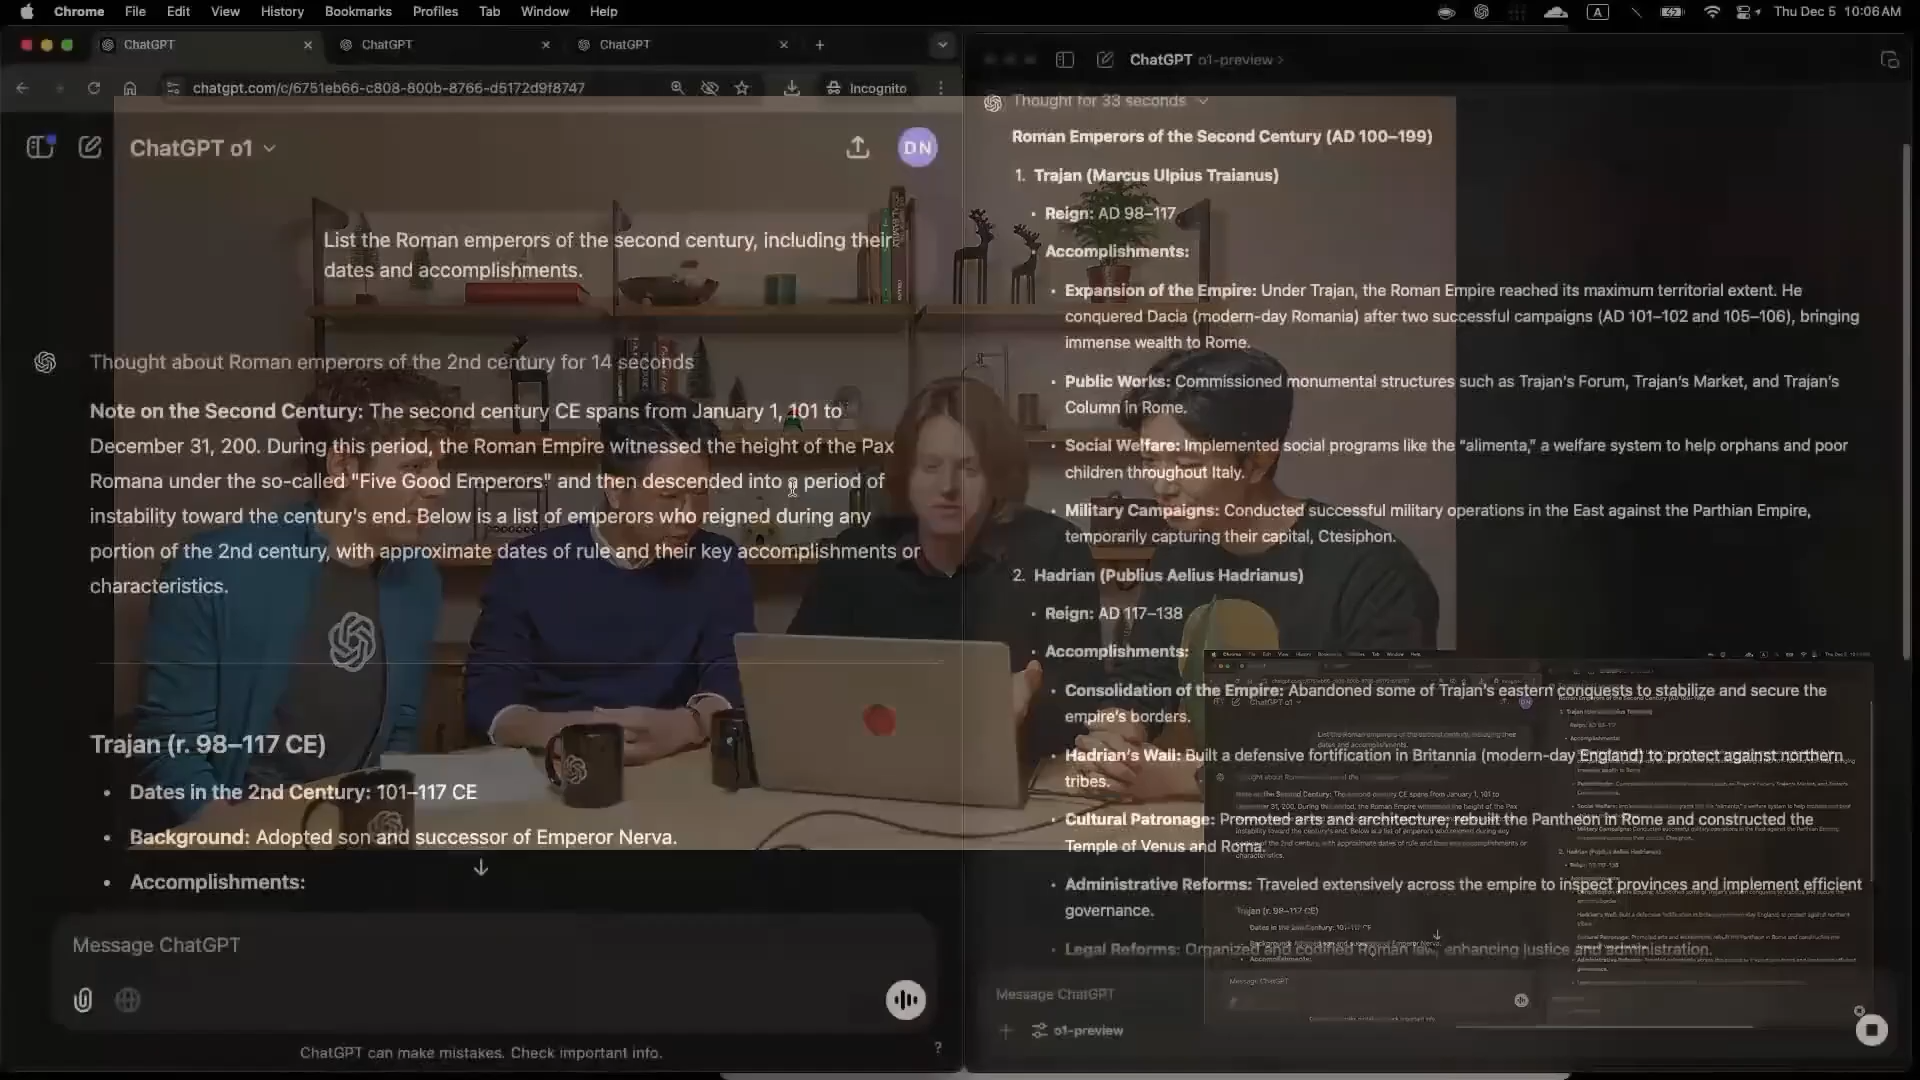 Chrome File Edit View History Bookmarks Profiles Tab Window Help
A
Thu Dec 5 10:06 AM
ChatGPT
ChatGPT
ChatGPT
chatgpt.com/c/6751eb66-c808-800b-8766-d5172d9f8747
Incognito
ChatGPT o1
DN
List the Roman emperors of the second century, including their
dates and accomplishments.
Thought about Roman emperors of the 2nd century for 14 seconds
Note on the Second Century: The second century CE spans from January 1, 101 to
December 31, 200. During this period, the Roman Empire witnessed the height of the Pax
Romana under the so-called "Five Good Emperors" and then descended into a period of
instability toward the century's end. Below is a list of emperors who reigned during any
portion of the 2nd century, with approximate dates of rule and their key accomplishments or
characteristics.
Trajan (r. 98–117 CE)
• Dates in the 2nd Century: 101–117 CE
• Background: Adopted son and successor of Emperor Nerva.
• Accomplishments:
Message ChatGPT
ChatGPT can make mistakes. Check important info.
?
ChatGPT o1-preview >
Thought for 33 seconds
Roman Emperors of the Second Century (AD 100–199)
1. Trajan (Marcus Ulpius Traianus)
• Reign: AD 98–117
• Accomplishments:
• Expansion of the Empire: Under Trajan, the Roman Empire reached its maximum territorial extent. He
conquered Dacia (modern-day Romania) after two successful campaigns (AD 101–102 and 105–106), bringing
immense wealth to Rome.
• Public Works: Commissioned monumental structures such as Trajan's Forum, Trajan's Market, and Trajan's
Column in Rome.
• Social Welfare: Implemented social programs like the “alimenta,” a welfare system to help orphans and poor
children throughout Italy.
• Military Campaigns: Conducted successful military operations in the East against the Parthian Empire,
temporarily capturing their capital, Ctesiphon.
2. Hadrian (Publius Aelius Hadrianus)
• Reign: AD 117–138
• Accomplishments:
• Consolidation of the Empire: Abandoned some of Trajan's eastern conquests to stabilize and secure the
empire's borders.
• Hadrian's Wall: Built a defensive fortification in Britannia (modern-day England) to protect against northern
tribes.
• Cultural Patronage: Promoted arts and architecture; rebuilt the Pantheon in Rome and constructed the
Temple of Venus and Roma.
• Administrative Reforms: Traveled extensively across the empire to inspect provinces and implement efficient
governance.
• Legal Reforms: Organized and codified Roman law, enhancing justice and administration.
Message ChatGPT
o1-preview